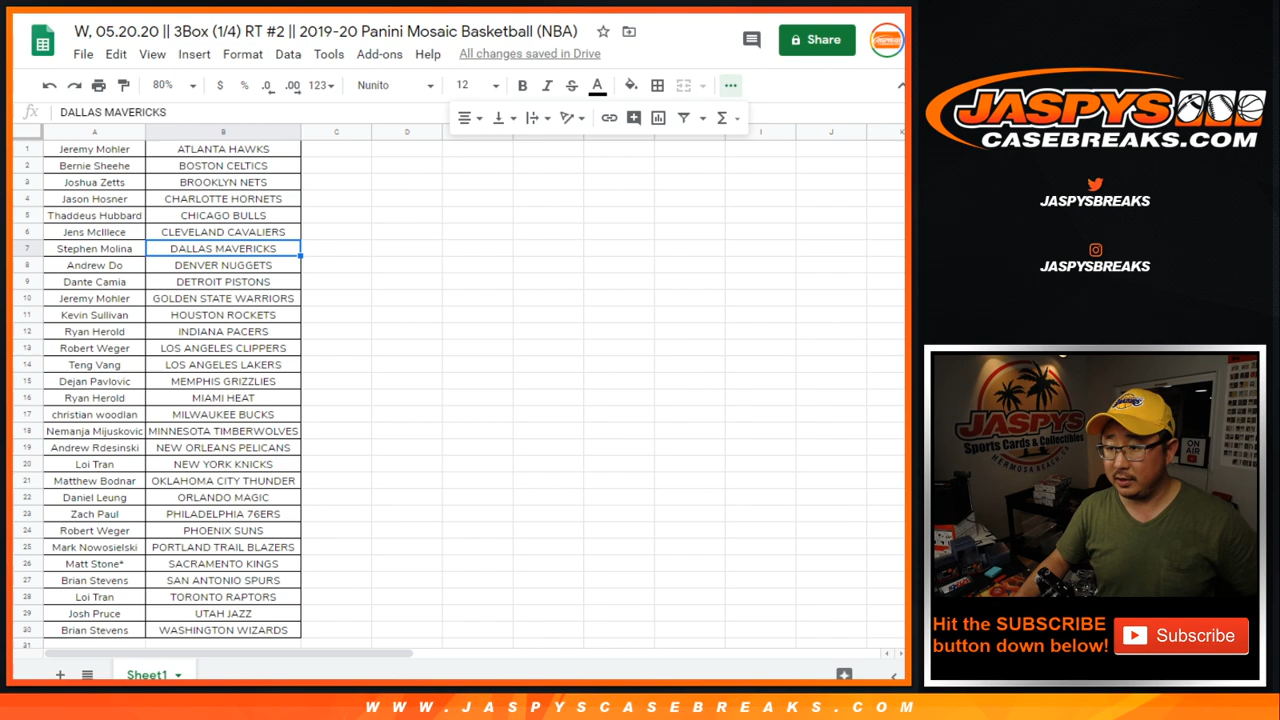 W, 05.20.20 || 3Box (1/4) RT #2 || 2019-20 Panini Mosaic Basketball (NBA)
File Edit View Insert Format Data Tools Add-ons Help All changes saved in Drive
Share
80% $ % .0 .00 123 Nunito 12 B I S A
fx DALLAS MAVERICKS
A B C D I J K
1 Jeremy Mohler ATLANTA HAWKS
2 Bernie Sheehe BOSTON CELTICS
3 Joshua Zetts BROOKLYN NETS
4 Jason Hosner CHARLOTTE HORNETS
5 Thaddeus Hubbard CHICAGO BULLS
6 Jens McIllece CLEVELAND CAVALIERS
7 Stephen Molina DALLAS MAVERICKS
8 Andrew Do DENVER NUGGETS
9 Dante Camia DETROIT PISTONS
10 Jeremy Mohler GOLDEN STATE WARRIORS
11 Kevin Sullivan HOUSTON ROCKETS
12 Ryan Herold INDIANA PACERS
13 Robert Weger LOS ANGELES CLIPPERS
14 Teng Vang LOS ANGELES LAKERS
15 Dejan Pavlovic MEMPHIS GRIZZLIES
16 Ryan Herold MIAMI HEAT
17 christian woodlan MILWAUKEE BUCKS
18 Nemanja Mijuskovic MINNESOTA TIMBERWOLVES
19 Andrew Rdesinski NEW ORLEANS PELICANS
20 Loi Tran NEW YORK KNICKS
21 Matthew Bodnar OKLAHOMA CITY THUNDER
22 Daniel Leung ORLANDO MAGIC
23 Zach Paul PHILADELPHIA 76ERS
24 Robert Weger PHOENIX SUNS
25 Mark Nowosielski PORTLAND TRAIL BLAZERS
26 Matt Stone* SACRAMENTO KINGS
27 Brian Stevens SAN ANTONIO SPURS
28 Loi Tran TORONTO RAPTORS
29 Josh Pruce UTAH JAZZ
30 Brian Stevens WASHINGTON WIZARDS
31
Sheet1
JASPYS
CASEBREAKS.COM
JASPYSBREAKS
JASPYSBREAKS
JASPYS
Sports Cards & Collectibles
HERMOSA BEACH, CA
ON AIR
Hit the SUBSCRIBE
button down below!
Subscribe
WWW.JASPYSCASEBREAKS.COM